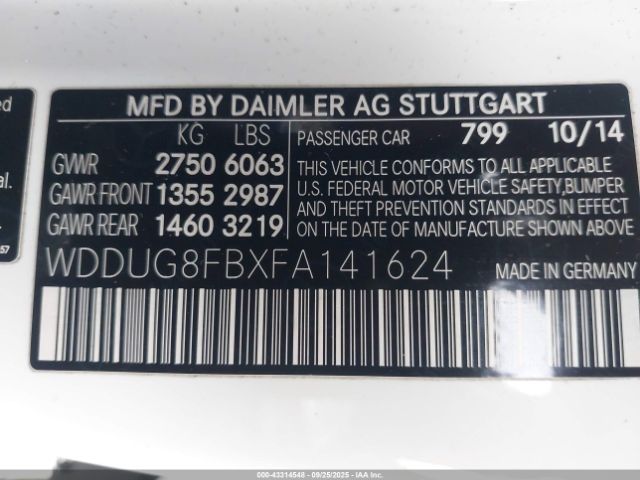 MFD BY DAIMLER AG STUTTGART
KG LBS PASSENGER CAR 799 10/14
GVWR 2750 6063
GAWR FRONT 1355 2987
GAWR REAR 1460 3219
THIS VEHICLE CONFORMS TO ALL APPLICABLE
U.S. FEDERAL MOTOR VEHICLE SAFETY,BUMPER
AND THEFT PREVENTION STANDARDS IN EFFECT
ON THE DATE OF MANUFACTURE SHOWN ABOVE
WDDUG8FBXFA141624 MADE IN GERMANY
000-43314548 - 09/25/2025 - IAAI.COM